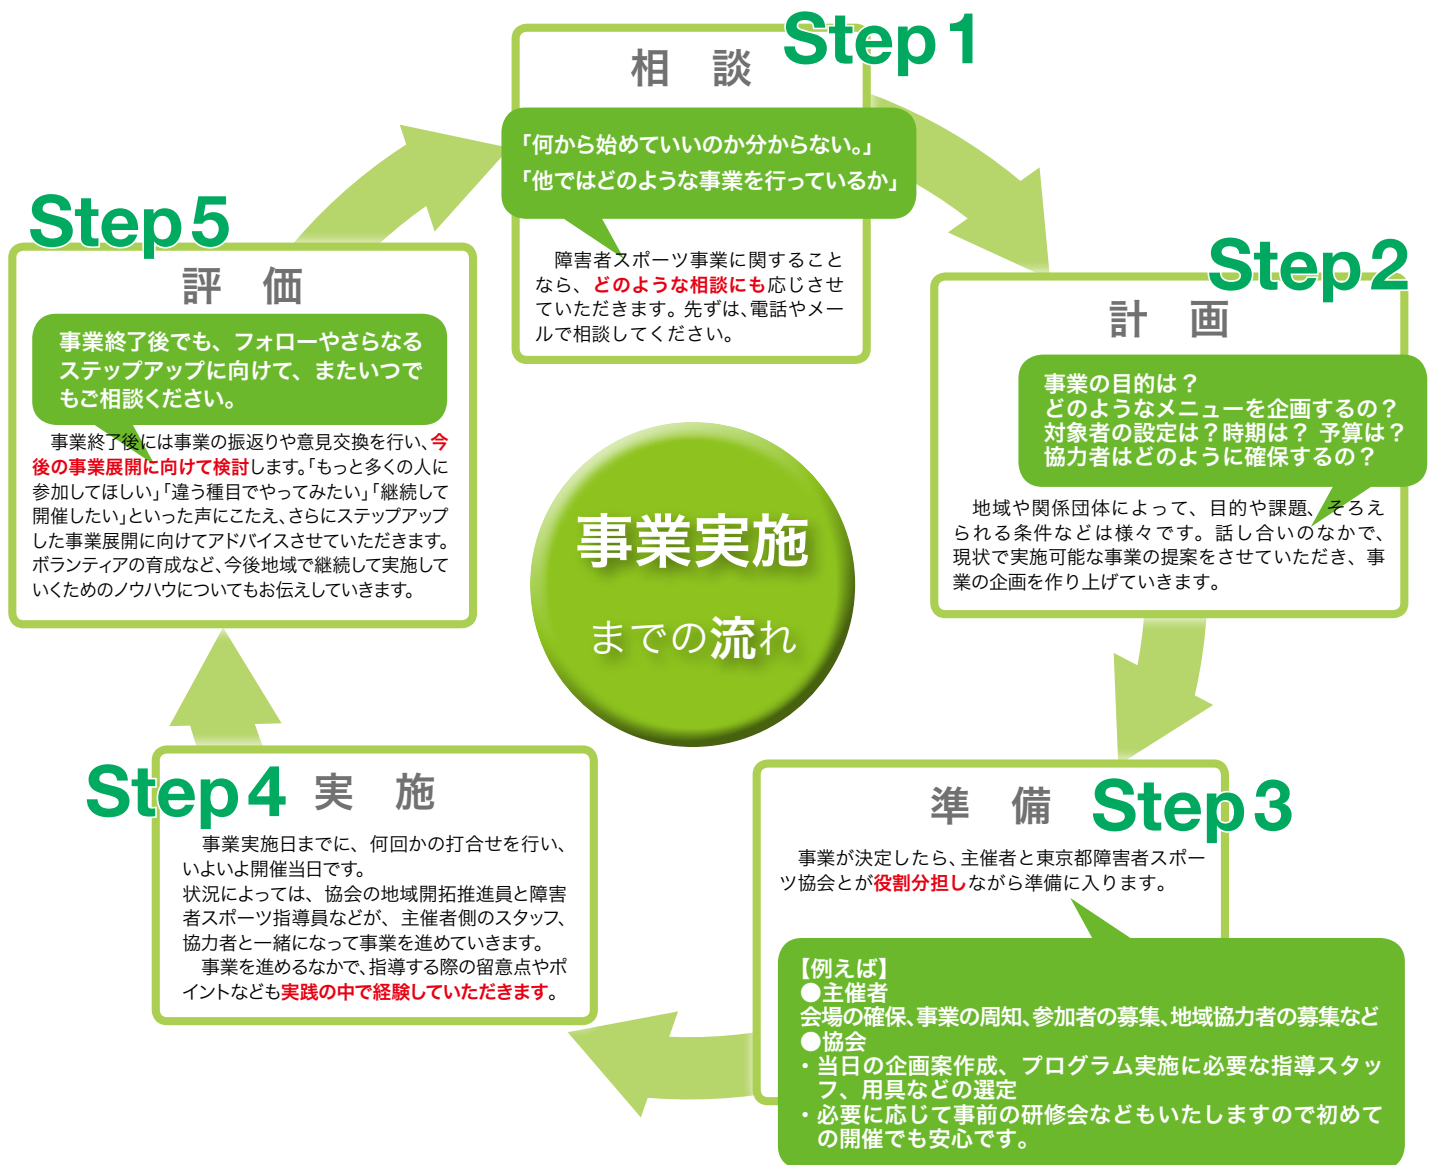 Step1
相　談
「何から始めていいのか分からない。」
「他ではどのような事業を行っているか」
障害者スポーツ事業に関すること
なら、どのような相談にも応じさせ
ていただきます。先ずは、電話やメー
ルで相談してください。
Step2
計　画
事業の目的は？
どのようなメニューを企画するの？
対象者の設定は？時期は？ 予算は？
協力者はどのように確保するの？
地域や関係団体によって、目的や課題、そろえ
られる条件などは様々です。話し合いのなかで、
現状で実施可能な事業の提案をさせていただき、事
業の企画を作り上げていきます。
Step3
準　備
事業が決定したら、主催者と東京都障害者スポー
ツ協会とが役割分担しながら準備に入ります。
【例えば】
●主催者
会場の確保、事業の周知、参加者の募集、地域協力者の募集など
●協会
・当日の企画案作成、プログラム実施に必要な指導スタッ
フ、用具などの選定
・必要に応じて事前の研修会などもいたしますので初めて
の開催でも安心です。
Step4
実　施
事業実施日までに、何回かの打合せを行い、
いよいよ開催当日です。
状況によっては、協会の地域開拓推進員と障害
者スポーツ指導員などが、主催者側のスタッフ、
協力者と一緒になって事業を進めていきます。
事業を進めるなかで、指導する際の留意点やポ
イントなども実践の中で経験していただきます。
Step5
評　価
事業終了後でも、フォローやさらなる
ステップアップに向けて、またいつで
もご相談ください。
事業終了後には事業の振返りや意見交換を行い、今
後の事業展開に向けて検討します。「もっと多くの人に
参加してほしい」「違う種目でやってみたい」「継続して
開催したい」といった声にこたえ、さらにステップアップ
した事業展開に向けてアドバイスさせていただきます。
ボランティアの育成など、今後地域で継続して実施して
いくためのノウハウについてもお伝えしていきます。
事業実施
までの流れ